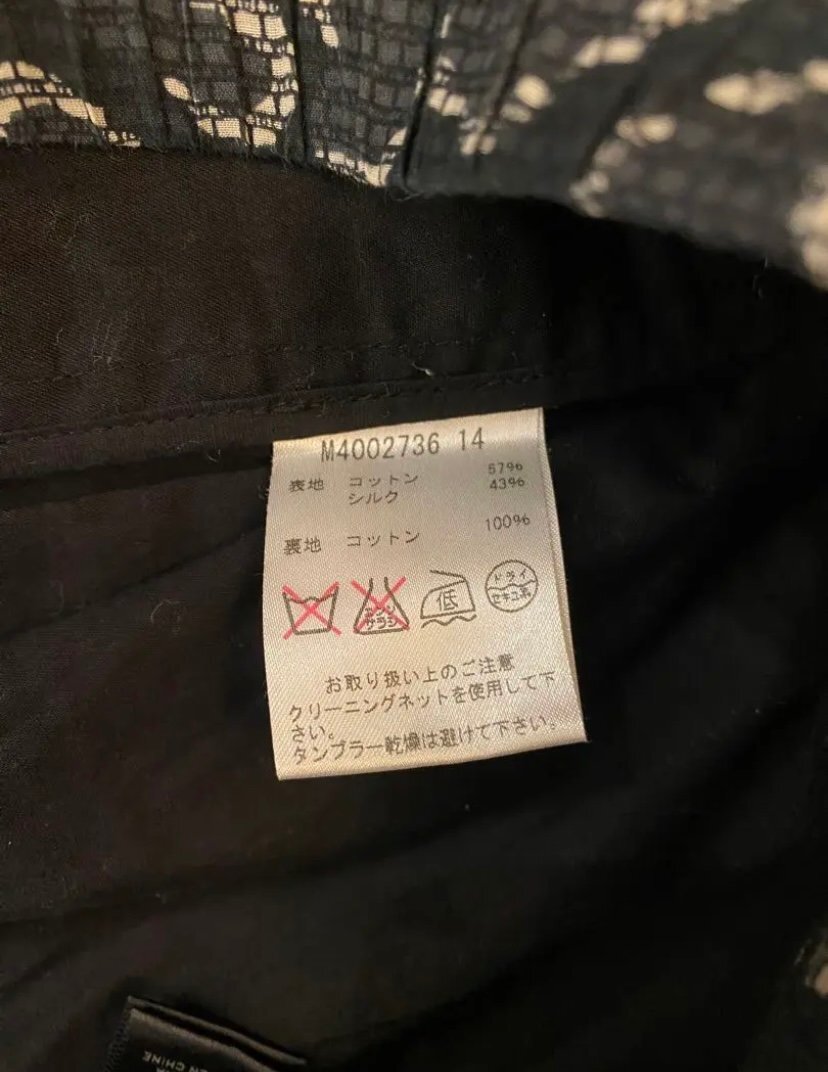 M4002736 14
表地 コットン 57%
シルク 43%
裏地 コットン 100%
エンソ サラシ 低 ドライ セキユ系
お取り扱い上のご注意
クリーニングネットを使用して下
さい。
タンブラー乾燥は避けて下さい。
EN CHINE